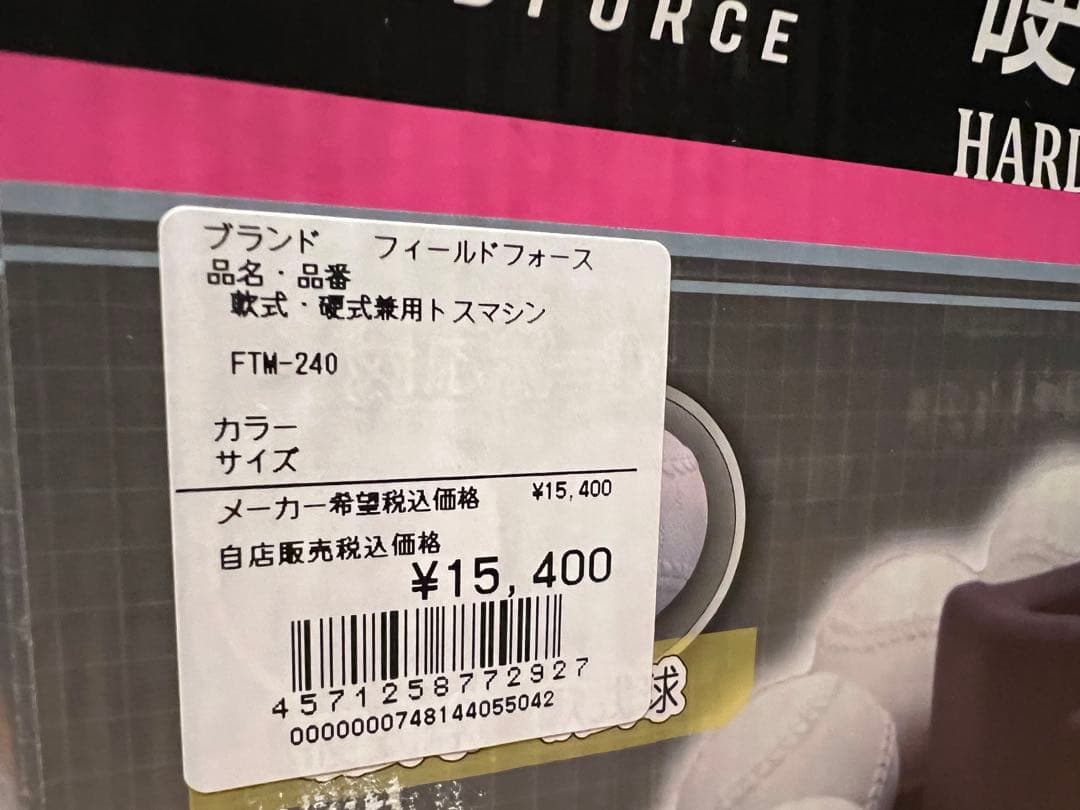 FORCE
硬
HARD
ブランド フィールドフォース
品名・品番
軟式・硬式兼用トスマシン
FTM-240
カラー
サイズ
メーカー希望税込価格 ¥15,400
自店販売税込価格
¥15,400
4571258772927
0000000748144055042
球